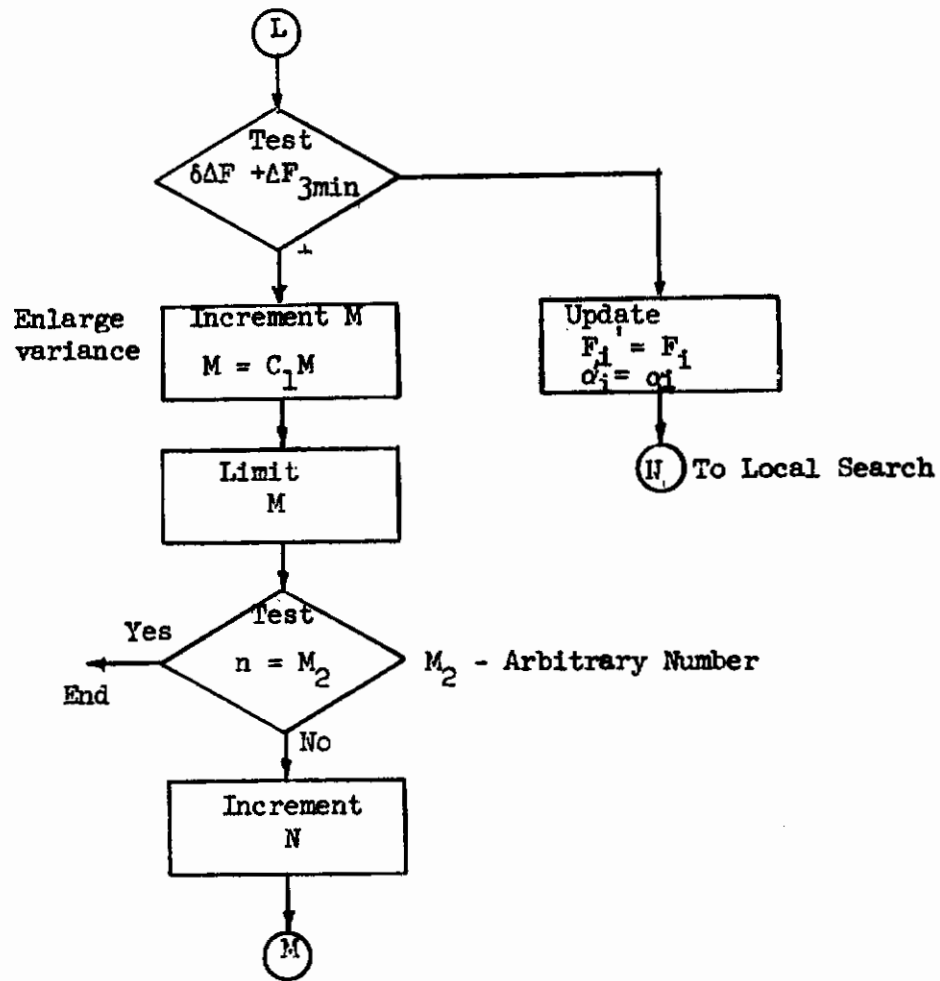 L
Test
δΔF +ΔF3min
+
Enlarge
variance
Increment M
M = C1M
Update
Fi' = Fi
αi' = αi
Limit
M
N To Local Search
Test
Yes
n = M2
M2 - Arbitrary Number
End
No
Increment
N
M